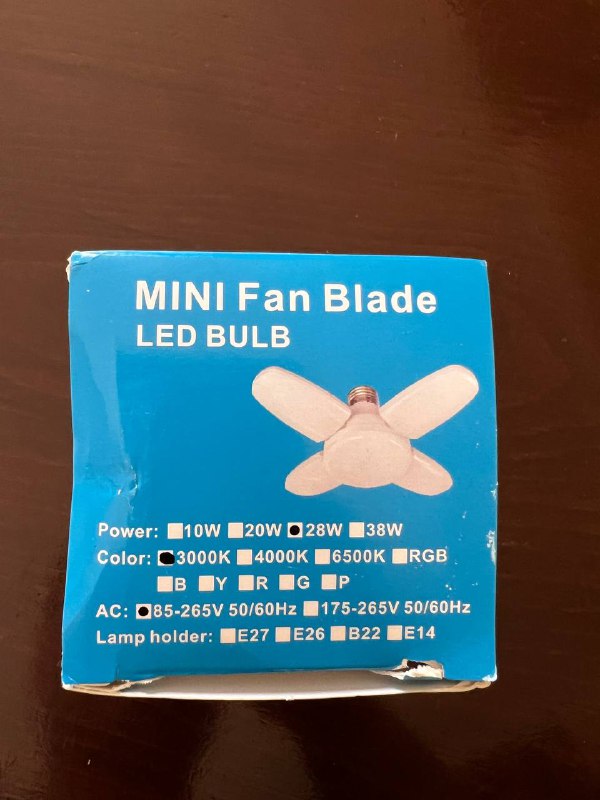 MINI Fan Blade
LED BULB
Power: 10W 20W 28W 38W
Color: 3000K 4000K 6500K RGB
B Y R G P
AC: 85-265V 50/60Hz 175-265V 50/60Hz
Lamp holder: E27 E26 B22 E14